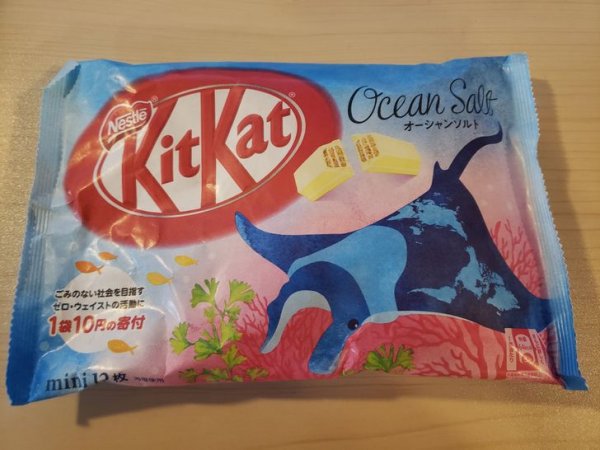 Nestlé
KitKat
Ocean Salt
オーシャンソルト
ごみのない社会を目指す
ゼロ・ウェイストの活動に
1袋10円の寄付
mini 12枚